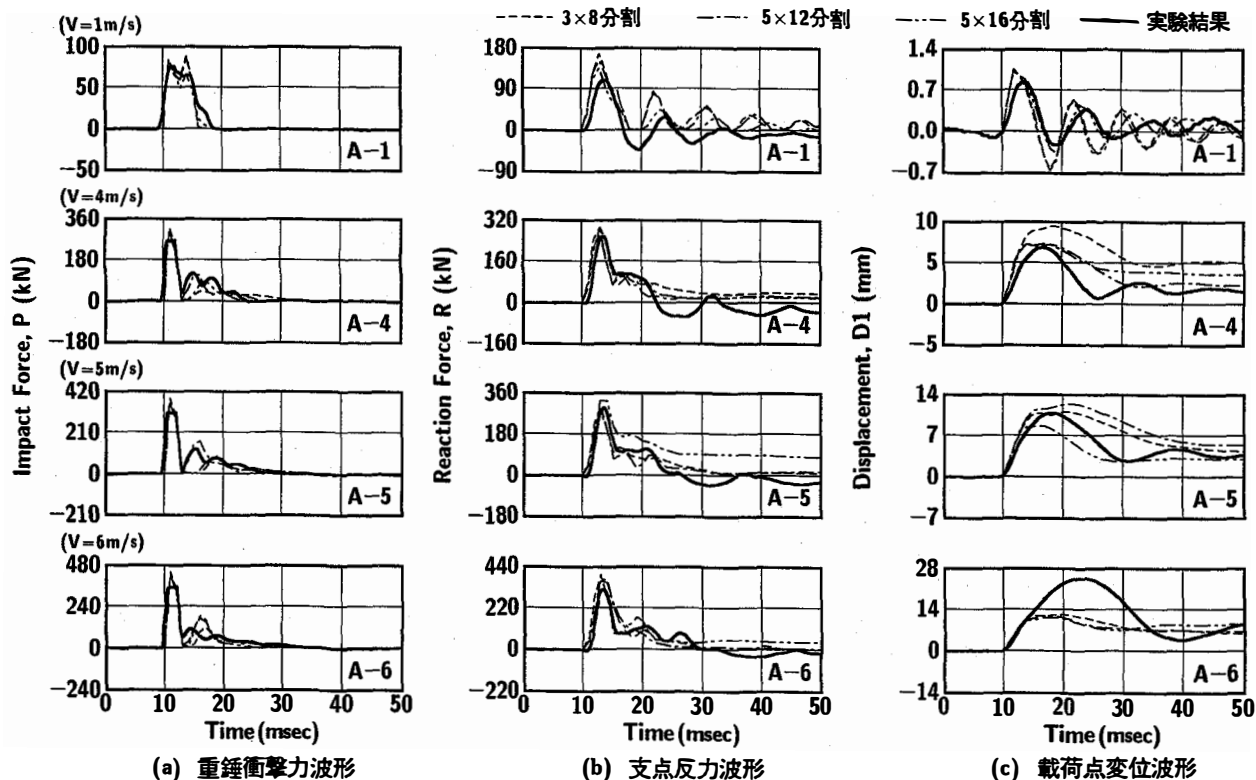 3×8分割 5×12分割 5×16分割 実験結果
Impact Force, P (kN)
(V=1m/s)
100
50
0
−50
A−1
(V=4m/s)
360
180
0
−180
A−4
(V=5m/s)
420
210
0
−210
A−5
(V=6m/s)
480
240
0
−240
A−6
0 10 20 30 40 50
Time (msec)
(a) 重錘衝撃力波形
Reaction Force, R (kN)
180
90
0
−90
A−1
320
160
0
−160
A−4
360
180
0
−180
A−5
440
220
0
−220
A−6
0 10 20 30 40 50
Time (msec)
(b) 支点反力波形
Displacement, D1 (mm)
1.4
0.7
0.0
−0.7
A−1
10
5
0
−5
A−4
14
7
0
−7
A−5
28
14
0
−14
A−6
0 10 20 30 40 50
Time (msec)
(c) 載荷点変位波形